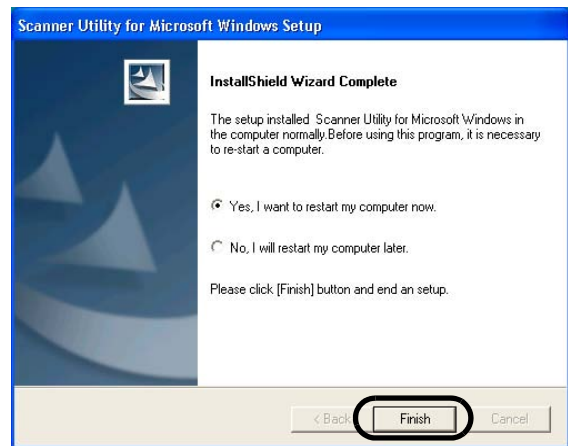 Scanner Utility for Microsoft Windows Setup
InstallShield Wizard Complete
The setup installed Scanner Utility for Microsoft Windows in
the computer normally.Before using this program, it is necessary
to re-start a computer.
Yes, I want to restart my computer now.
No, I will restart my computer later.
Please click [Finish] button and end an setup.
< Back
Finish
Cancel